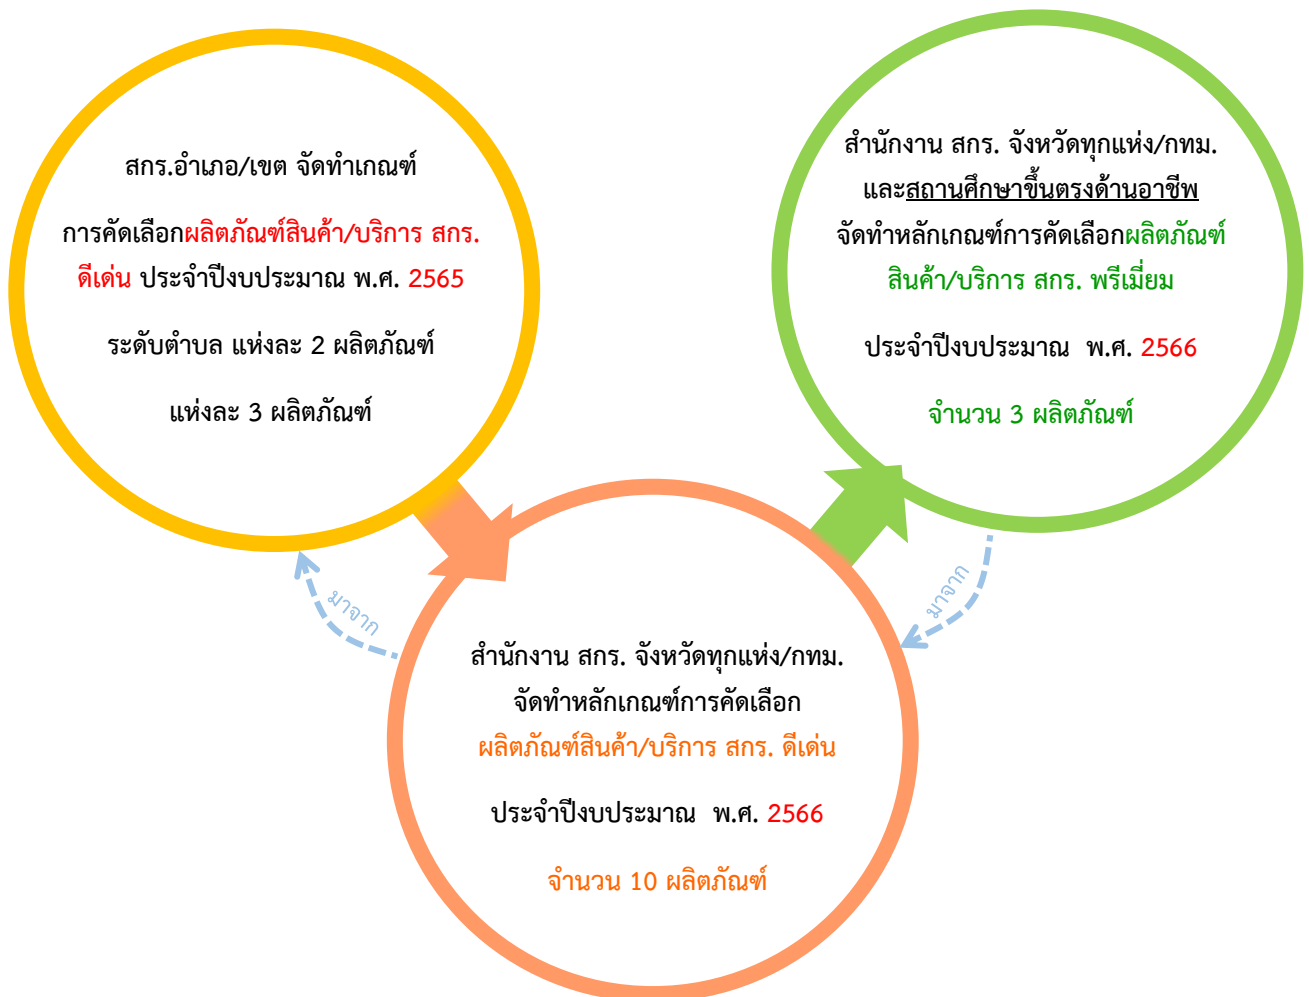 สกร.อำเภอ/เขต จัดทำเกณฑ์
การคัดเลือกผลิตภัณฑ์สินค้า/บริการ สกร.
ดีเด่น ประจำปีงบประมาณ พ.ศ. 2565
ระดับตำบล แห่งละ 2 ผลิตภัณฑ์
แห่งละ 3 ผลิตภัณฑ์
สำนักงาน สกร. จังหวัดทุกแห่ง/กทม.
และสถานศึกษาขึ้นตรงด้านอาชีพ
จัดทำหลักเกณฑ์การคัดเลือกผลิตภัณฑ์
สินค้า/บริการ สกร. พรีเมี่ยม
ประจำปีงบประมาณ พ.ศ. 2566
จำนวน 3 ผลิตภัณฑ์
มาจาก
มาจาก
สำนักงาน สกร. จังหวัดทุกแห่ง/กทม.
จัดทำหลักเกณฑ์การคัดเลือก
ผลิตภัณฑ์สินค้า/บริการ สกร. ดีเด่น
ประจำปีงบประมาณ พ.ศ. 2566
จำนวน 10 ผลิตภัณฑ์